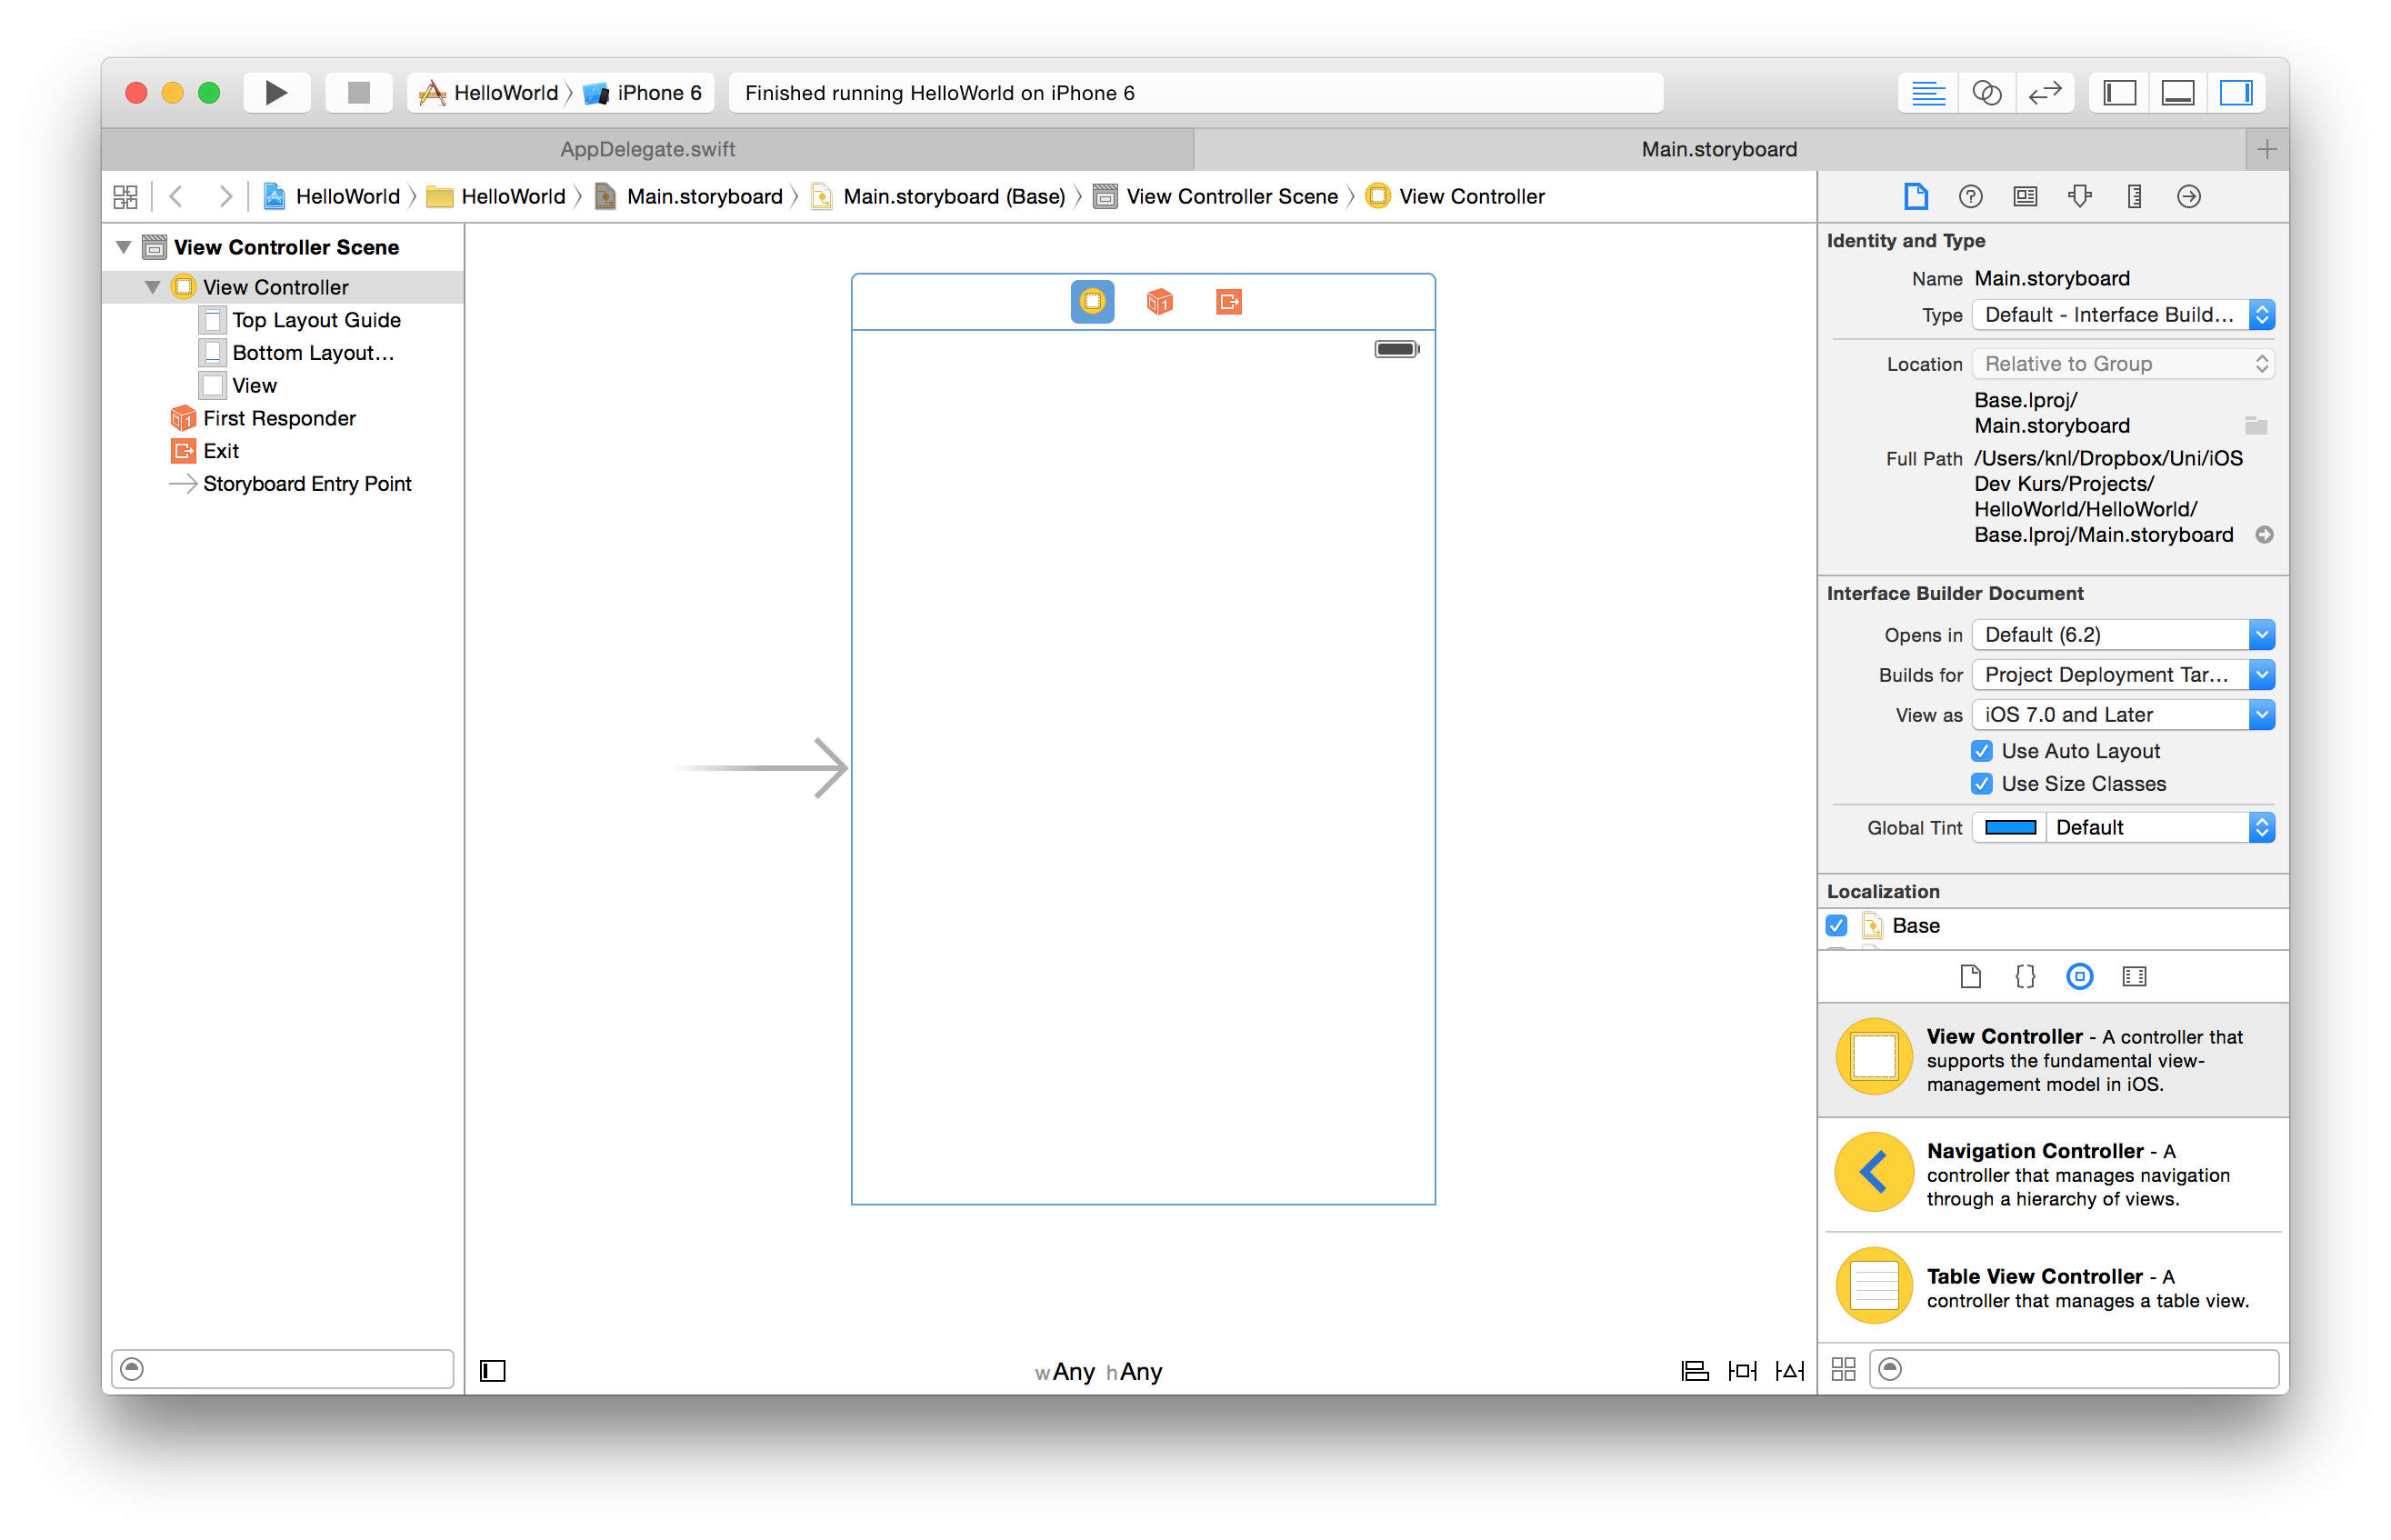 HelloWorld
iPhone 6
Finished running HelloWorld on iPhone 6
AppDelegate.swift
Main.storyboard
HelloWorld
HelloWorld
Main.storyboard
Main.storyboard (Base)
View Controller Scene
View Controller
View Controller Scene
View Controller
Top Layout Guide
Bottom Layout...
View
First Responder
Exit
Storyboard Entry Point
wAny hAny
Identity and Type
Name Main.storyboard
Type Default - Interface Build...
Location Relative to Group
Base.lproj/
Main.storyboard
Full Path /Users/knl/Dropbox/Uni/iOS
Dev Kurs/Projects/
HelloWorld/HelloWorld/
Base.lproj/Main.storyboard
Interface Builder Document
Opens in Default (6.2)
Builds for Project Deployment Tar...
View as iOS 7.0 and Later
Use Auto Layout
Use Size Classes
Global Tint Default
Localization
Base
View Controller - A controller that
supports the fundamental view-
management model in iOS.
Navigation Controller - A
controller that manages navigation
through a hierarchy of views.
Table View Controller - A
controller that manages a table view.